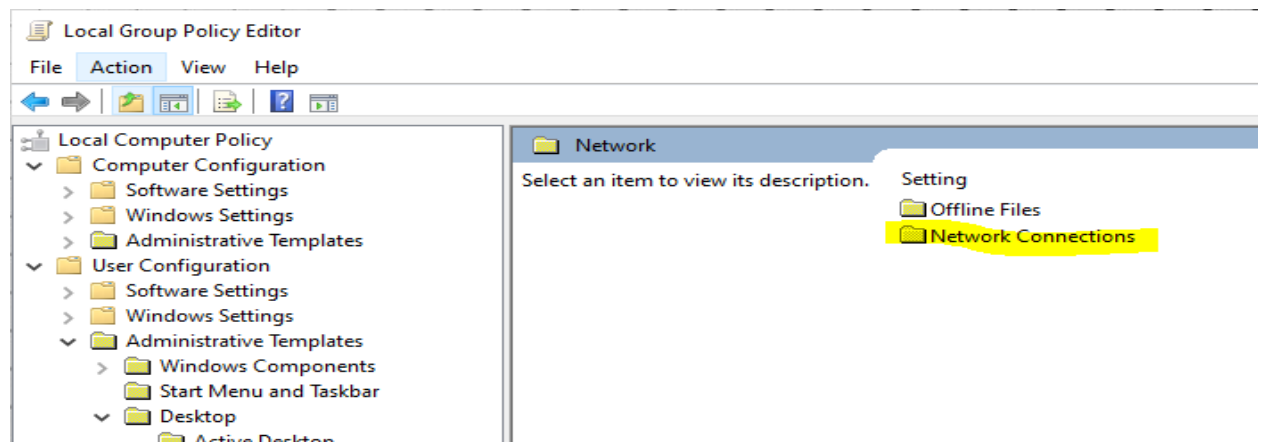 Local Group Policy Editor
File Action View Help
Local Computer Policy
Computer Configuration
Software Settings
Windows Settings
Administrative Templates
User Configuration
Software Settings
Windows Settings
Administrative Templates
Windows Components
Start Menu and Taskbar
Desktop
Active Desktop
Network
Select an item to view its description.
Setting
Offline Files
Network Connections